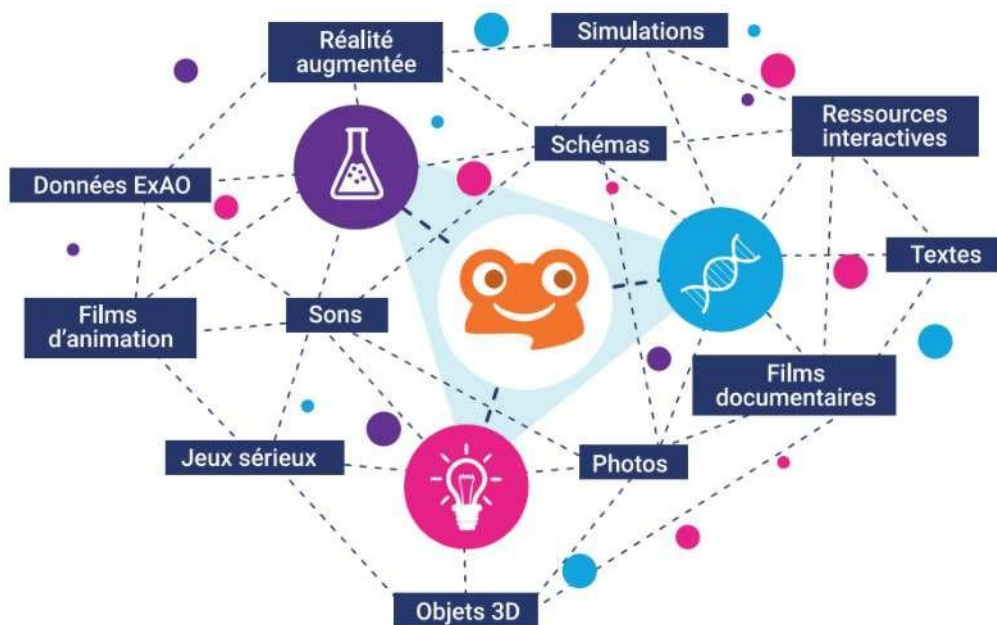 Réalité
augmentée
Simulations
Ressources
interactives
Schémas
Données ExAO
Textes
Films
d'animation
Sons
Films
documentaires
Jeux sérieux
Photos
Objets 3D